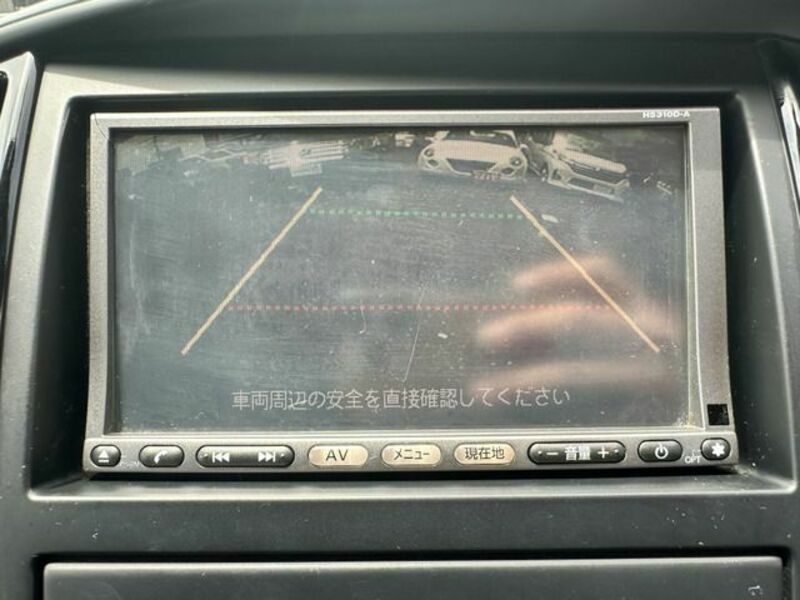 HS310D-A
車両周辺の安全を直接確認してください
AV メニュー 現在地 － 音量 ＋
OPT